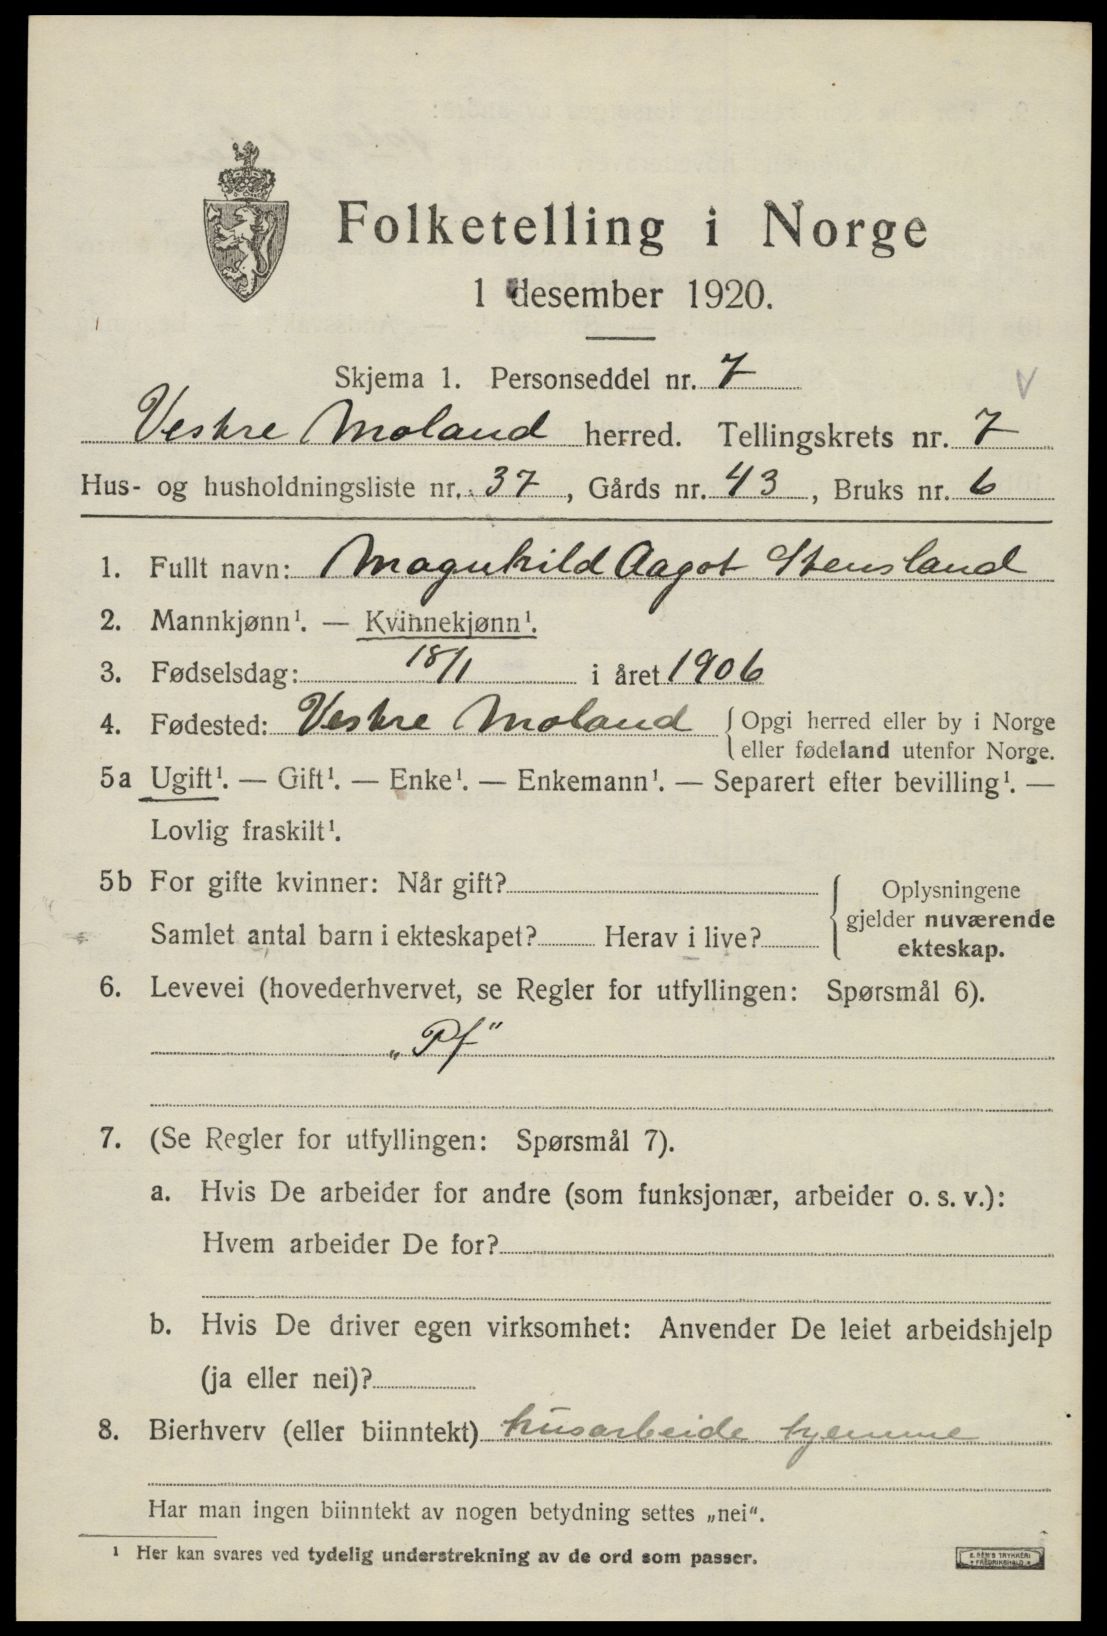 Folketelling i Norge
1 desember 1920.
Skjema 1. Personseddel nr. 7
Vestre Moland herred. Tellingskrets nr. 7
Hus- og husholdningsliste nr. 37, Gårds nr. 43, Bruks nr. 6
1. Fullt navn: Magnhild Aagot Stensland
2. Mannkjønn¹. — Kvinnekjønn¹.
3. Fødselsdag: 18/1 i året 1906
4. Fødested: Vestre Moland { Opgi herred eller by i Norge
eller fødeland utenfor Norge.
5a Ugift¹. — Gift¹. — Enke¹. — Enkemann¹. — Separert efter bevilling¹. —
Lovlig fraskilt¹.
5b For gifte kvinner: Når gift?
Samlet antal barn i ekteskapet? Herav i live?
Oplysningene
gjelder nuværende
ekteskap.
6. Levevei (hovederhvervet, se Regler for utfyllingen: Spørsmål 6).
„Pf"
7. (Se Regler for utfyllingen: Spørsmål 7).
a. Hvis De arbeider for andre (som funksjonær, arbeider o. s. v.):
Hvem arbeider De for?
b. Hvis De driver egen virksomhet: Anvender De leiet arbeidshjelp
(ja eller nei)?
8. Bierhverv (eller biinntekt) husarbeide hjemme
Har man ingen biinntekt av nogen betydning settes „nei“.
¹ Her kan svares ved tydelig understrekning av de ord som passer.
E. SEM'S TRYKKERI
FREDRIKSHALD